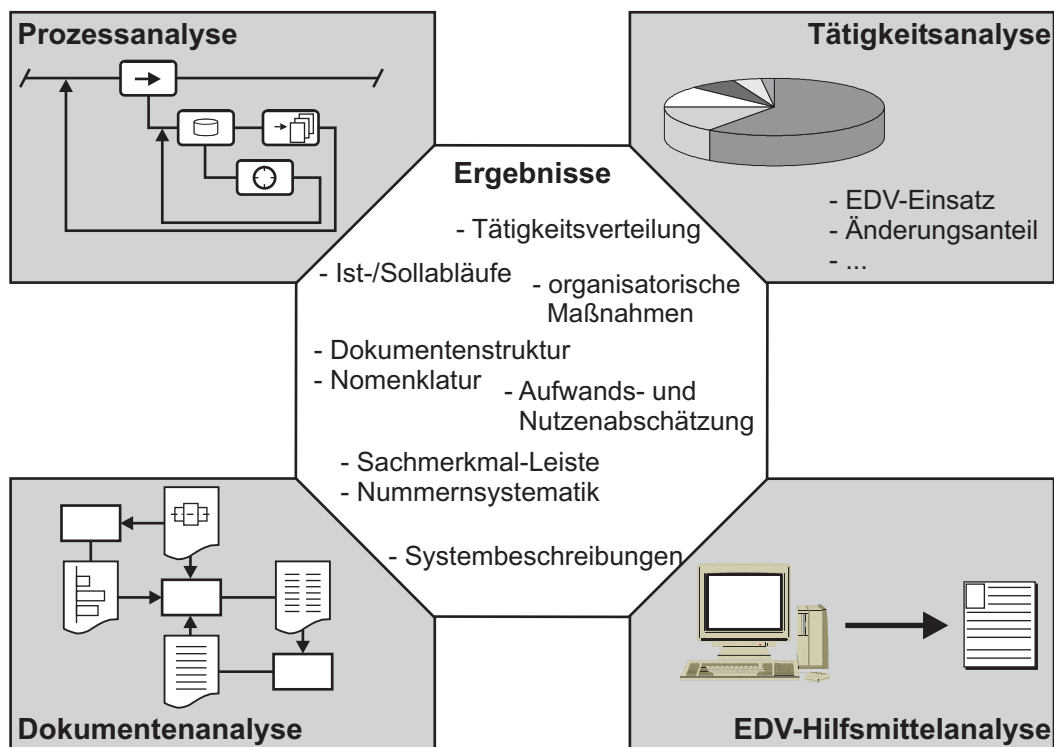 Prozessanalyse
Tätigkeitsanalyse
- EDV-Einsatz
- Änderungsanteil
- ...
Ergebnisse
- Tätigkeitsverteilung
- Ist-/Sollabläufe
- organisatorische
Maßnahmen
- Dokumentenstruktur
- Nomenklatur
- Aufwands- und
Nutzenabschätzung
- Sachmerkmal-Leiste
- Nummernsystematik
- Systembeschreibungen
Dokumentenanalyse
EDV-Hilfsmittelanalyse